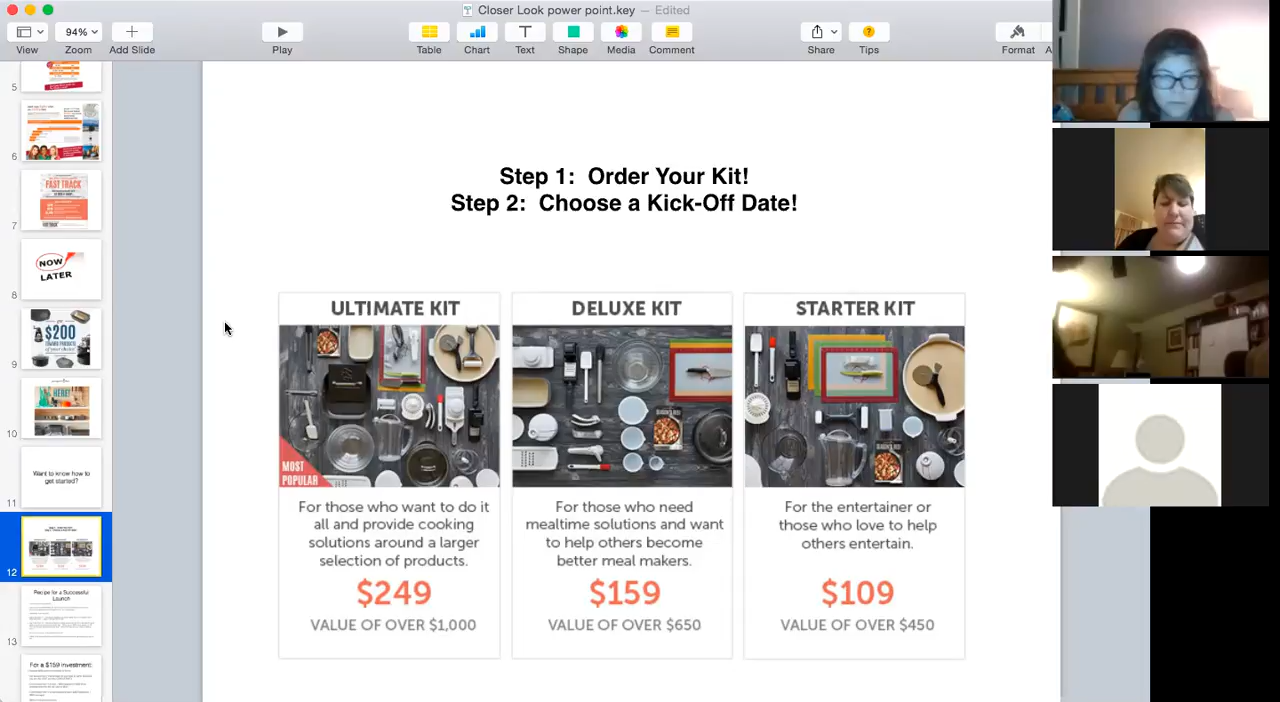 Closer Look power point.key — Edited
94%
View
Zoom
Add Slide
Play
Table
Chart
Text
Shape
Media
Comment
Share
Tips
Format
5
6
7
FAST TRACK
8
NOW
LATER
9
$200
10
HERE!
11
Want to know how to
get started?
12
13
Recipe for a Successful
Launch
For a $159 investment:
Step 1: Order Your Kit!
Step 2: Choose a Kick-Off Date!
ULTIMATE KIT
MOST
POPULAR
For those who want to do it
all and provide cooking
solutions around a larger
selection of products.
$249
VALUE OF OVER $1,000
DELUXE KIT
For those who need
mealtime solutions and want
to help others become
better meal makers.
$159
VALUE OF OVER $650
STARTER KIT
For the entertainer or
those who love to help
others entertain.
$109
VALUE OF OVER $450